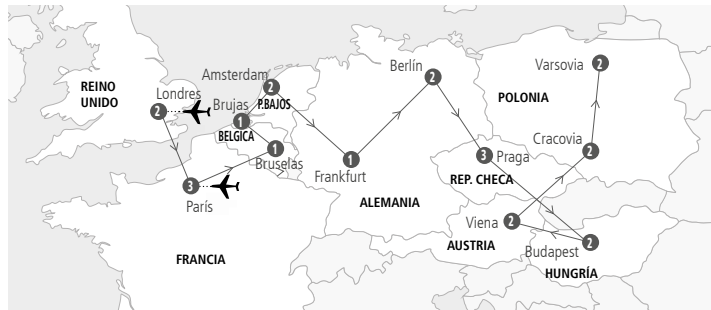 Amsterdam
2
Berlín
2
Varsovia
2
REINO
UNIDO
Londres
2
P.BAJOS
POLONIA
Brujas
1
BELGICA
Bruselas
1
Frankfurt
1
Praga
3
Cracovia
2
REP. CHECA
París
3
ALEMANIA
Viena
2
AUSTRIA
Budapest
2
HUNGRÍA
FRANCIA